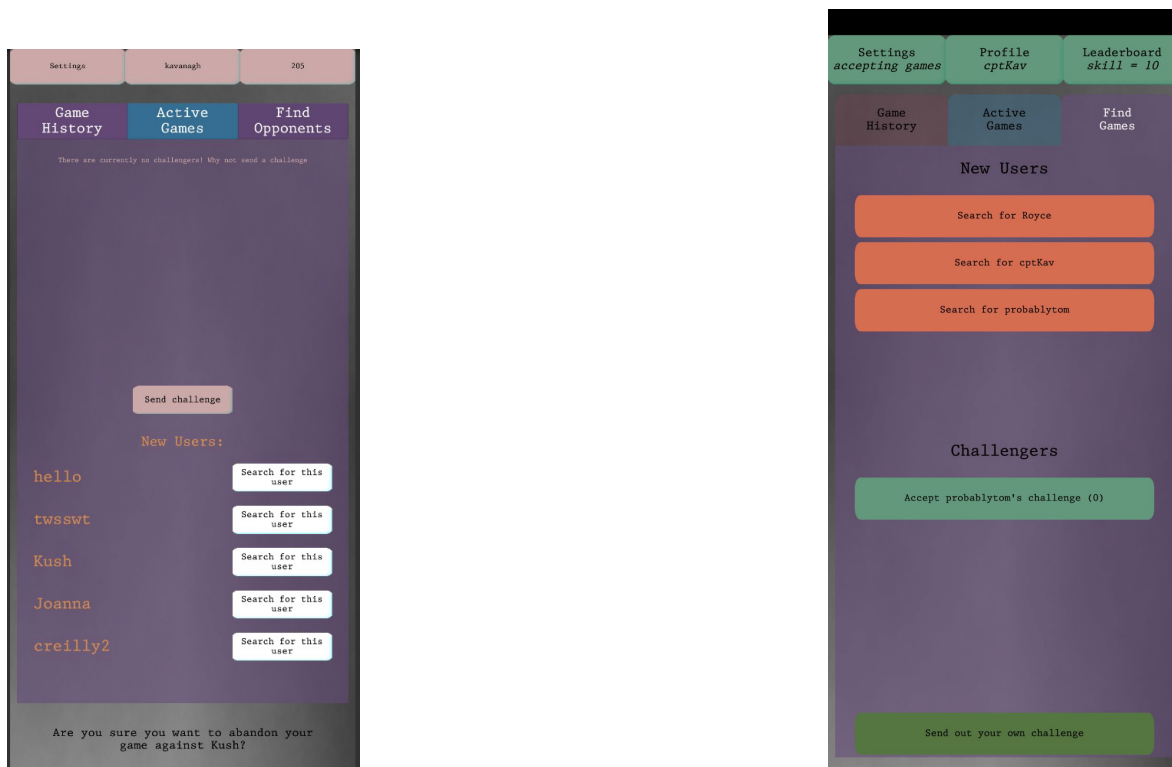 Settings
kavanagh
205
Game
History
Active
Games
Find
Opponents
There are currently no challengers! Why not send a challenge
Send challenge
New Users:
hello
Search for this
user
twsswt
Search for this
user
Kush
Search for this
user
Joanna
Search for this
user
creilly2
Search for this
user
Are you sure you want to abandon your
game against Kush?
Settings
accepting games
Profile
cptKav
Leaderboard
skill = 10
Game
History
Active
Games
Find
Games
New Users
Search for Royce
Search for cptKav
Search for probablytom
Challengers
Accept probablytom's challenge (0)
Send out your own challenge